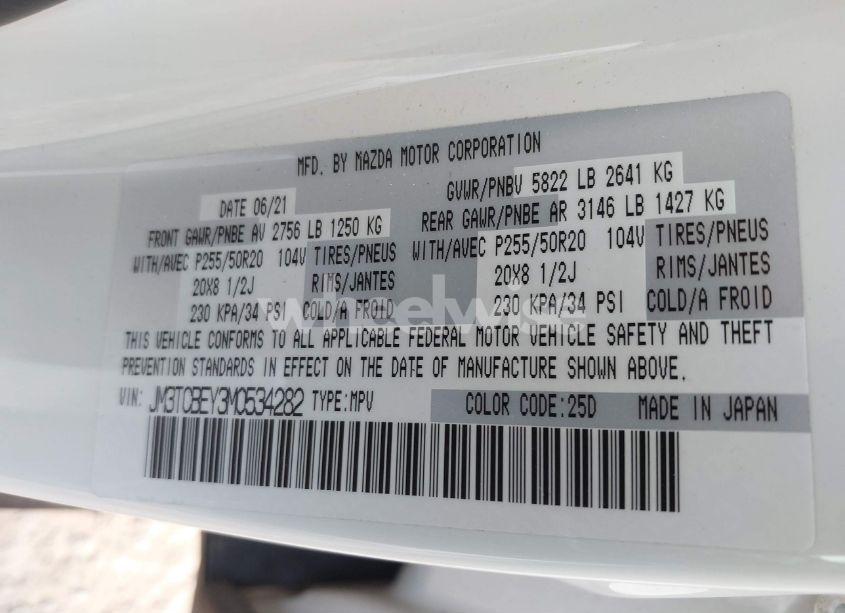 MFD. BY MAZDA MOTOR CORPORATION
DATE 06/21 GVWR/PNBV 5822 LB 2641 KG
FRONT GAWR/PNBE AV 2756 LB 1250 KG REAR GAWR/PNBE AR 3146 LB 1427 KG
WITH/AVEC P255/50R20 104V TIRES/PNEUS WITH/AVEC P255/50R20 104V TIRES/PNEUS
20X8 1/2J RIMS/JANTES 20X8 1/2J RIMS/JANTES
230 KPA/34 PSI COLD/A FROID 230 KPA/34 PSI COLD/A FROID
wheelwise
THIS VEHICLE CONFORMS TO ALL APPLICABLE FEDERAL MOTOR VEHICLE SAFETY AND THEFT
PREVENTION STANDARDS IN EFFECT ON THE DATE OF MANUFACTURE SHOWN ABOVE.
VIN: JM3TCBEY3M0534282 TYPE:MPV COLOR CODE:25D MADE IN JAPAN